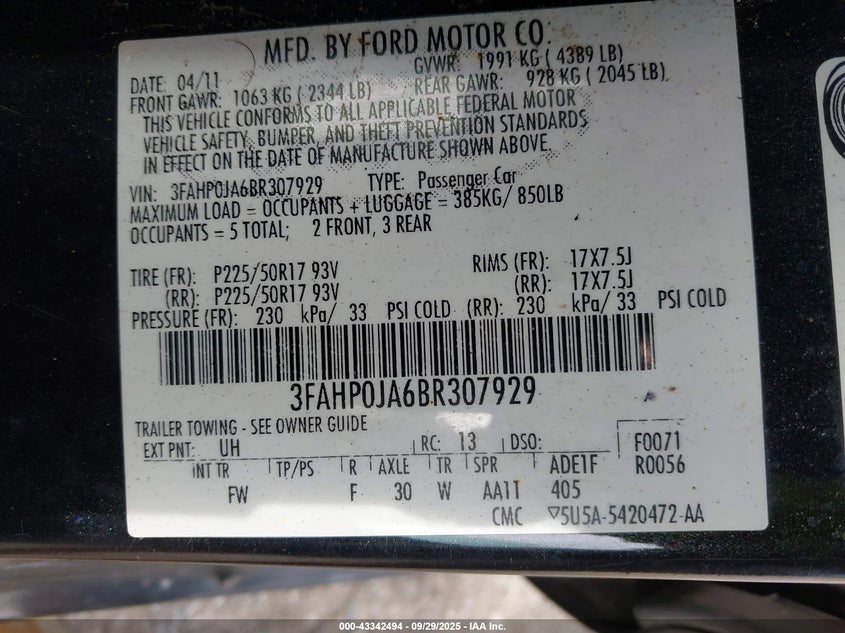 MFD. BY FORD MOTOR CO.
DATE: 04/11 GVWR: 1991 KG ( 4389 LB)
FRONT GAWR: 1063 KG ( 2344 LB) REAR GAWR: 928 KG ( 2045 LB)
THIS VEHICLE CONFORMS TO ALL APPLICABLE FEDERAL MOTOR
VEHICLE SAFETY, BUMPER, AND THEFT PREVENTION STANDARDS
IN EFFECT ON THE DATE OF MANUFACTURE SHOWN ABOVE.
VIN: 3FAHP0JA6BR307929 TYPE: Passenger Car
MAXIMUM LOAD = OCCUPANTS + LUGGAGE = 385KG/ 850LB
OCCUPANTS = 5 TOTAL; 2 FRONT, 3 REAR
TIRE (FR): P225/50R17 93V RIMS (FR): 17X7.5J
(RR): P225/50R17 93V (RR): 17X7.5J
PRESSURE (FR): 230 kPa/ 33 PSI COLD (RR): 230 kPa/ 33 PSI COLD
3FAHP0JA6BR307929
TRAILER TOWING - SEE OWNER GUIDE
EXT PNT: UH RC: 13 DSO: F0071
INT TR TP/PS R AXLE TR SPR ADE1F R0056
FW F 30 W AA11 405
CMC ▽5U5A-5420472-AA
000-43342494 | 09/29/2025 | IAA Inc.